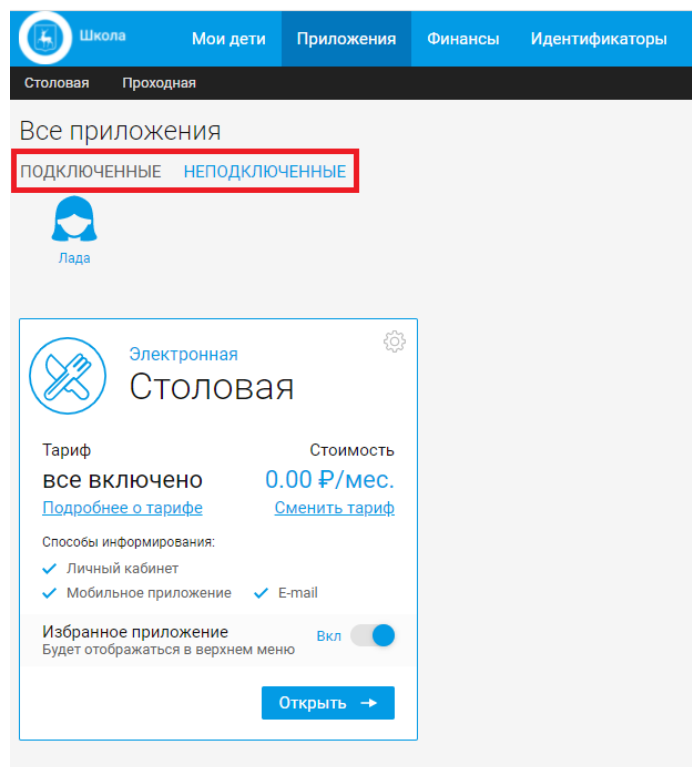 Школа Мои дети Приложения Финансы Идентификаторы
Столовая Проходная
Все приложения
ПОДКЛЮЧЕННЫЕ НЕПОДКЛЮЧЕННЫЕ
Лада
Электронная
Столовая
Тариф Стоимость
все включено 0.00 ₽/мес.
Подробнее о тарифе Сменить тариф
Способы информирования:
Личный кабинет
Мобильное приложение E-mail
Избранное приложение Вкл
Будет отображаться в верхнем меню
Открыть →